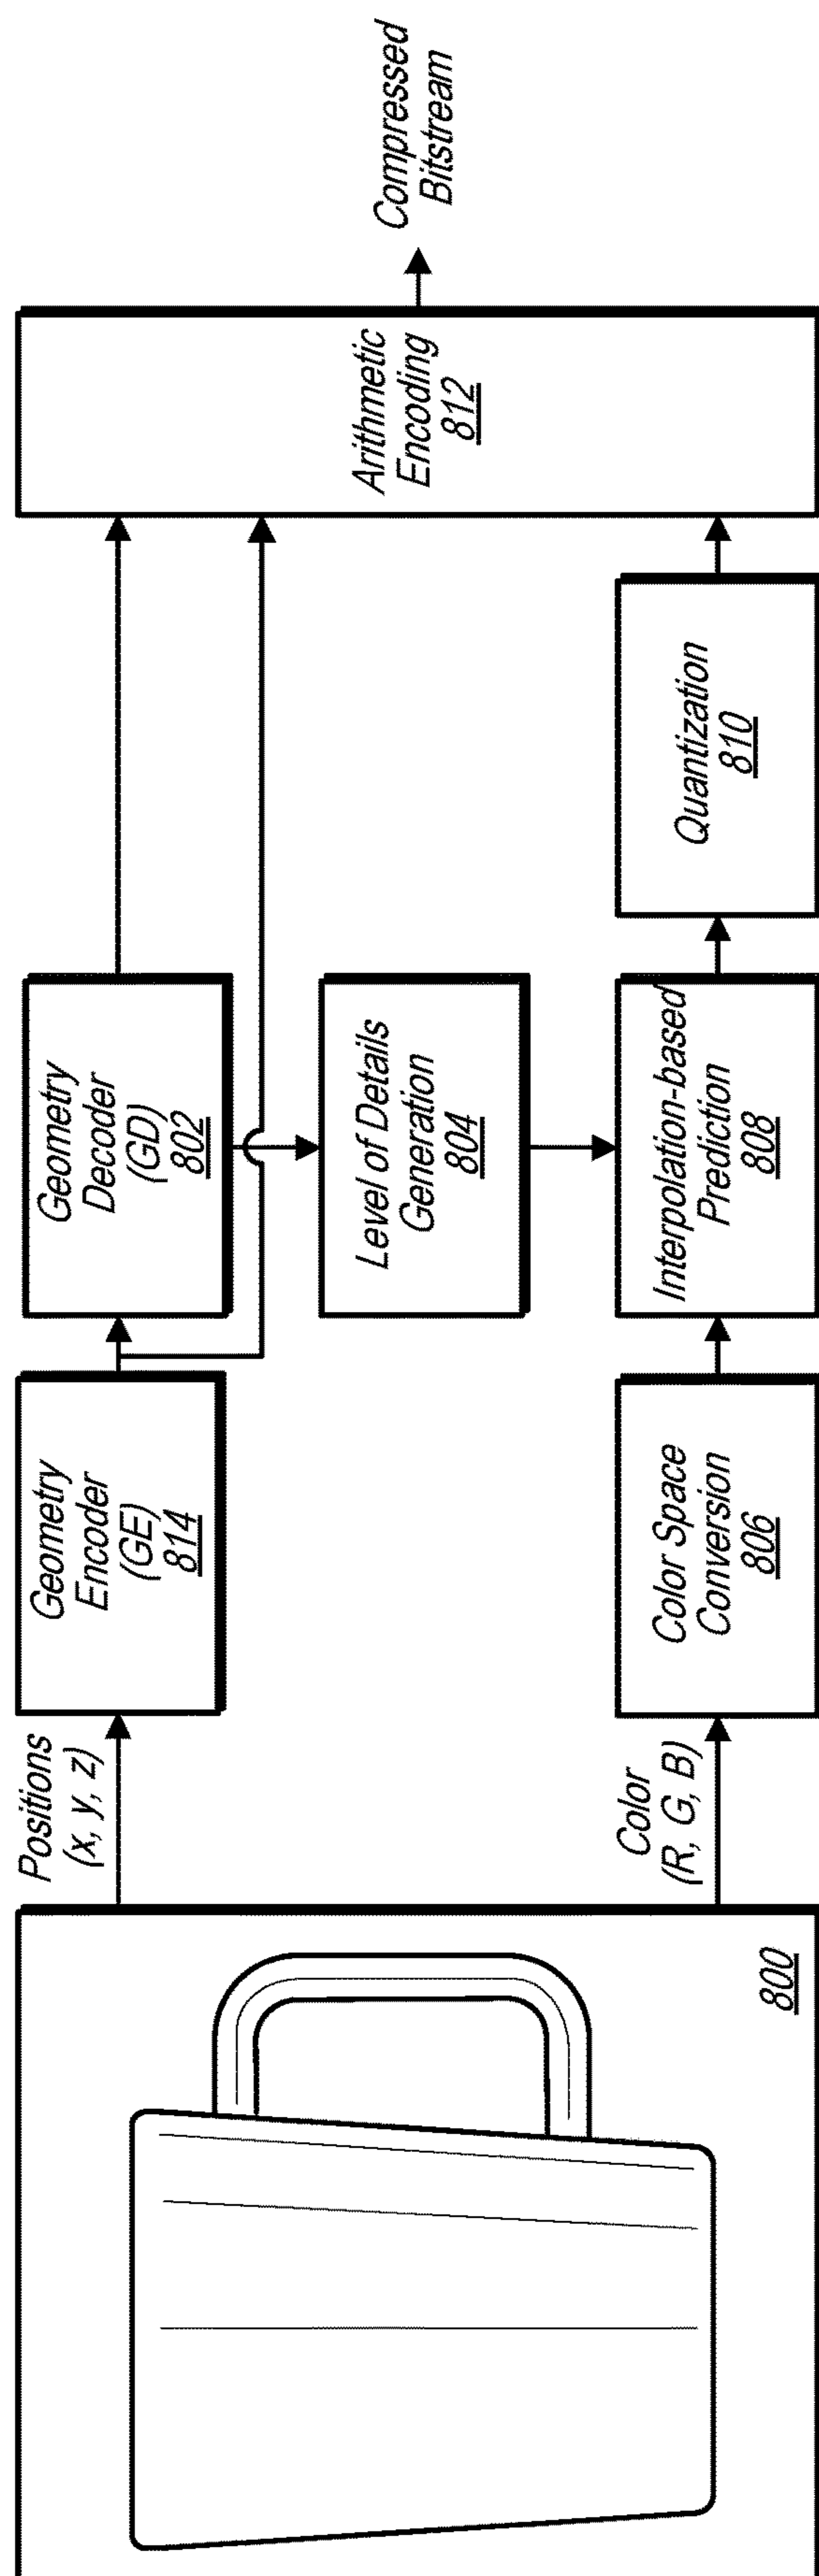 800
Positions
(x, y, z)
Color
(R, G, B)
Geometry
Encoder
(GE)
814
Color Space
Conversion
806
Geometry
Decoder
(GD)
802
Level of Details
Generation
804
Interpolation-based
Prediction
808
Quantization
810
Arithmetic
Encoding
812
Compressed
Bitstream